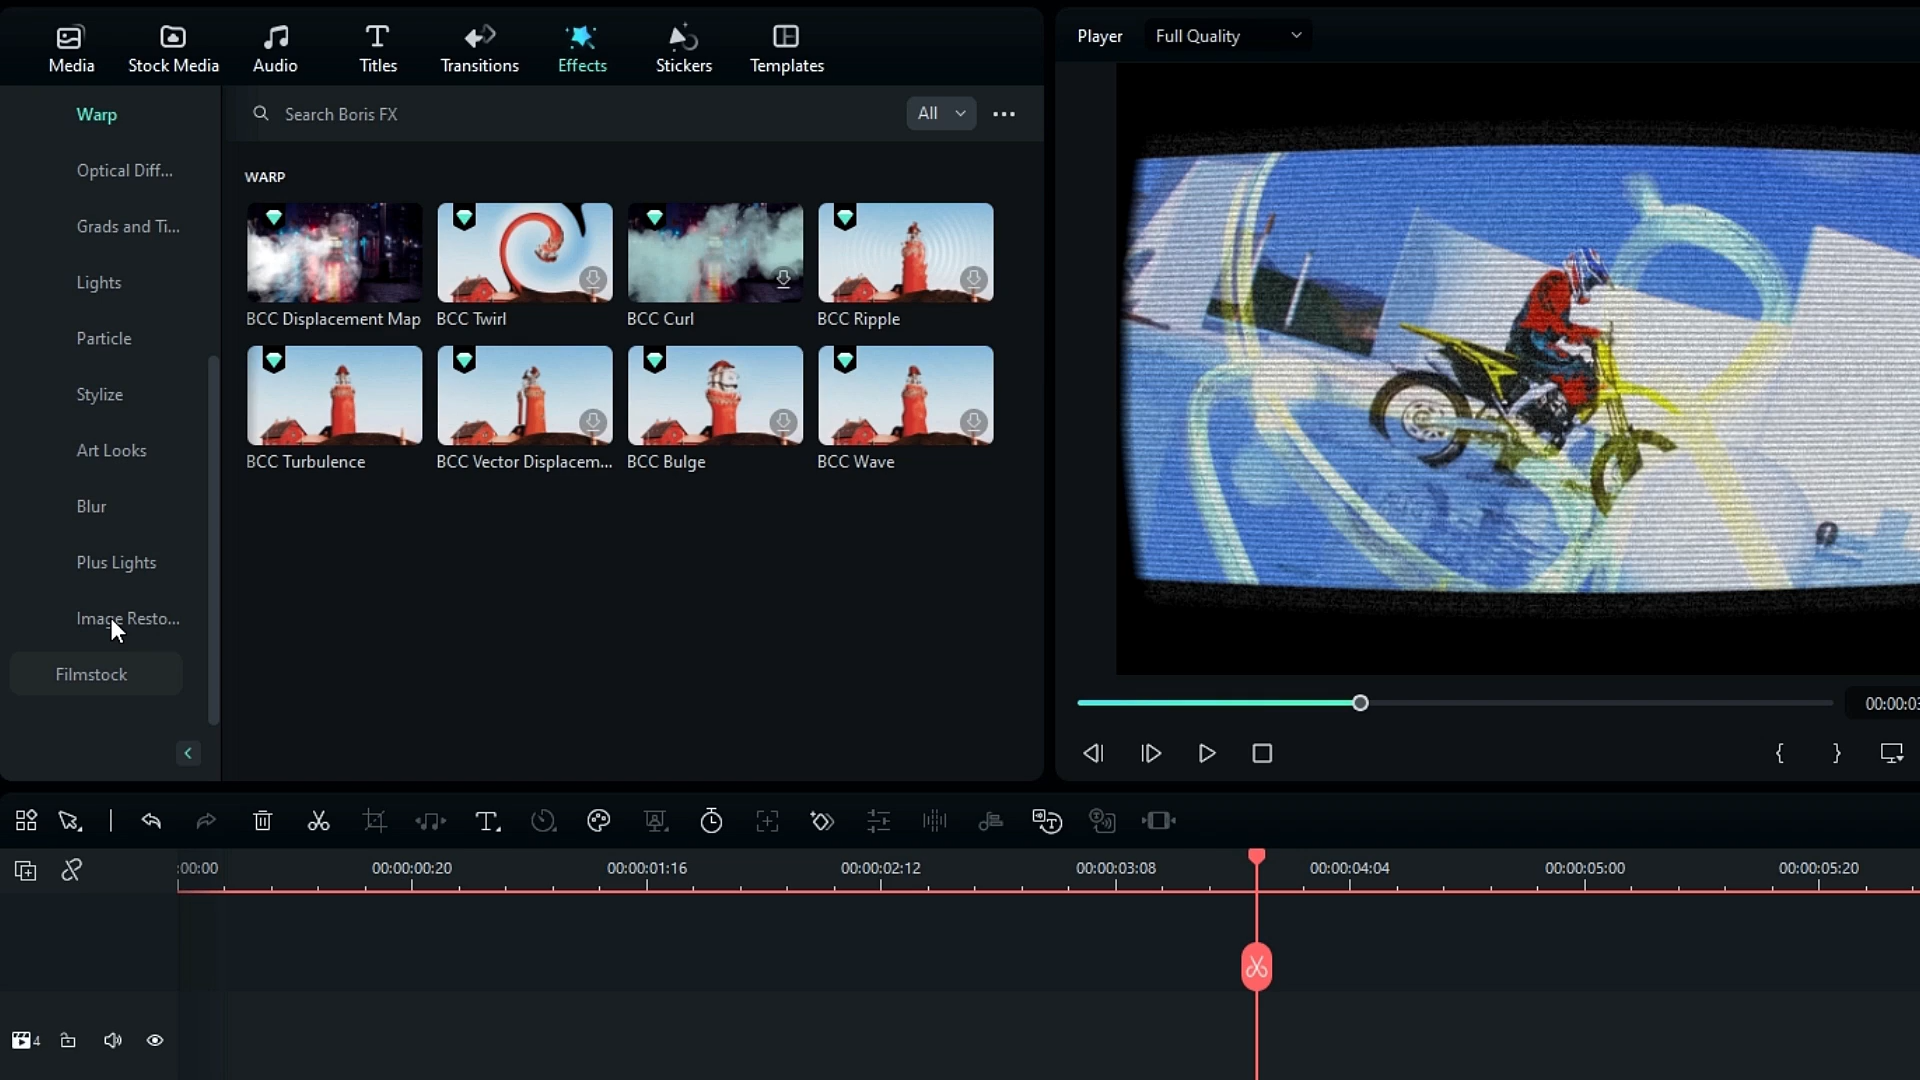 Media
Stock Media
Audio
Titles
Transitions
Effects
Stickers
Templates
Player
Full Quality
Warp
Search Boris FX
All
Optical Diff...
Grads and Ti...
Lights
Particle
Stylize
Art Looks
Blur
Plus Lights
Image Resto...
Filmstock
WARP
BCC Displacement Map
BCC Twirl
BCC Curl
BCC Ripple
BCC Turbulence
BCC Vector Displacem...
BCC Bulge
BCC Wave
00:00:03
:00:00
00:00:00:20
00:00:01:16
00:00:02:12
00:00:03:08
00:00:04:04
00:00:05:00
00:00:05:20
4